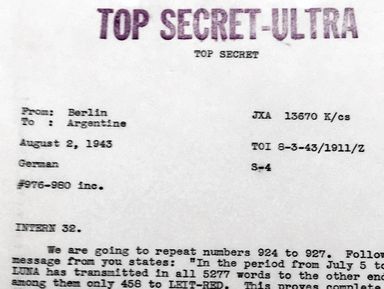 TOP SECRET-ULTRA
TOP SECRET
From: Berlin
To : Argentine
JXA 13670 K/cs
August 2, 1943
TOI 8-3-43/1911/Z
German
S-4
#976-980 inc.
INTERN 32.
We are going to repeat numbers 924 to 927. Follow
message from you states: "In the period from July 5 to
LUNA has transmitted in all 5277 words to the other end
among them only 458 to LEIT-RED. This proves complete